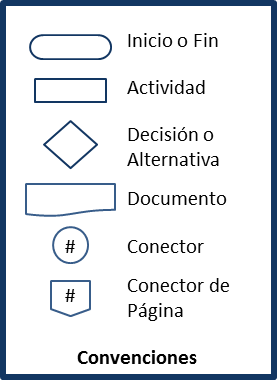 Inicio o Fin
Actividad
Decisión o
Alternativa
Documento
# Conector
Conector de
# Página
Convenciones